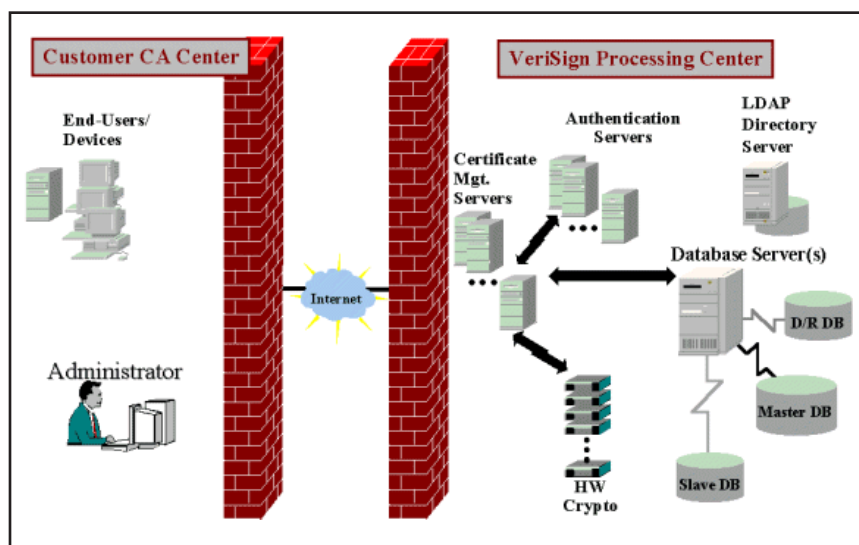 Customer CA Center
VeriSign Processing Center
End-Users/
Devices
Administrator
Internet
Certificate
Mgt.
Servers
Authentication
Servers
LDAP
Directory
Server
Database Server(s)
D/R DB
Master DB
Slave DB
HW
Crypto